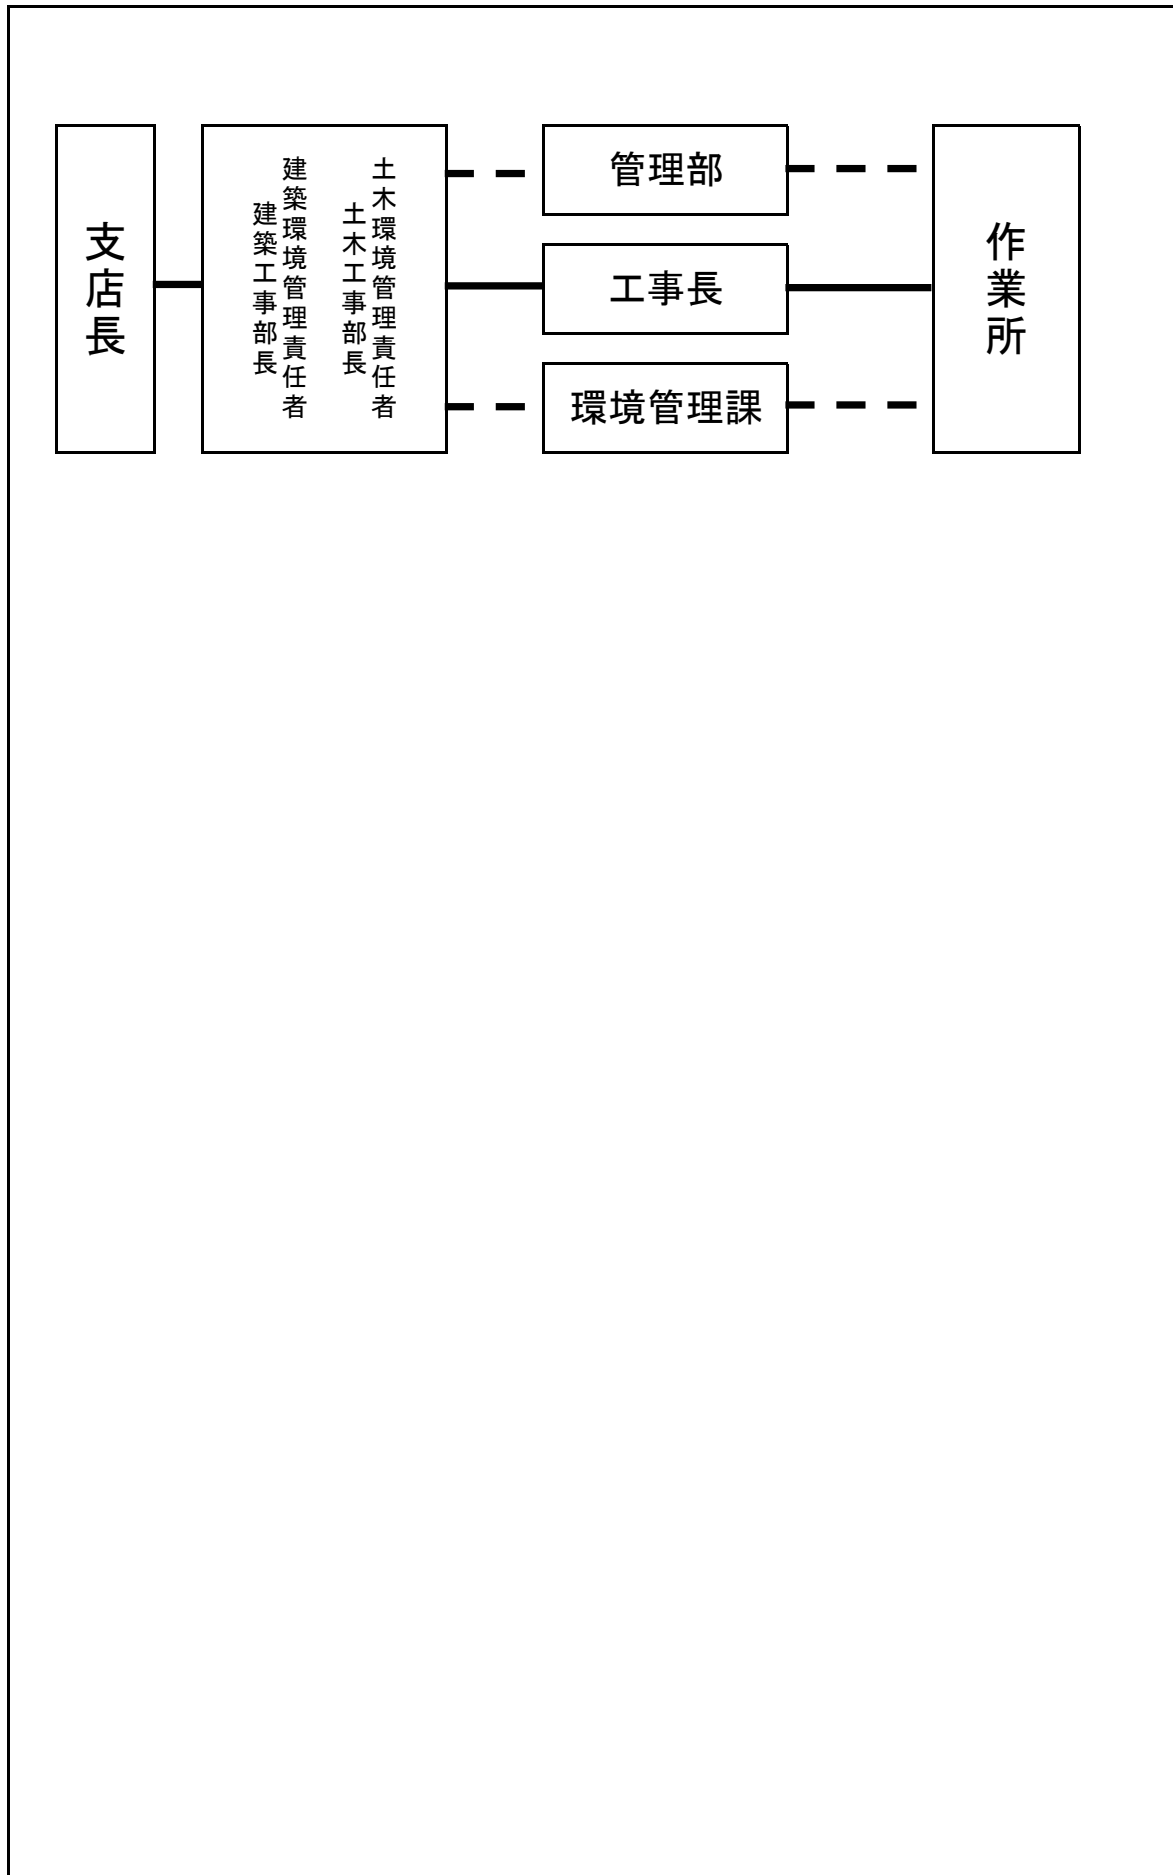 支店長
土木環境管理責任者
土木工事部長
建築環境管理責任者
建築工事部長
管理部
工事長
環境管理課
作業所